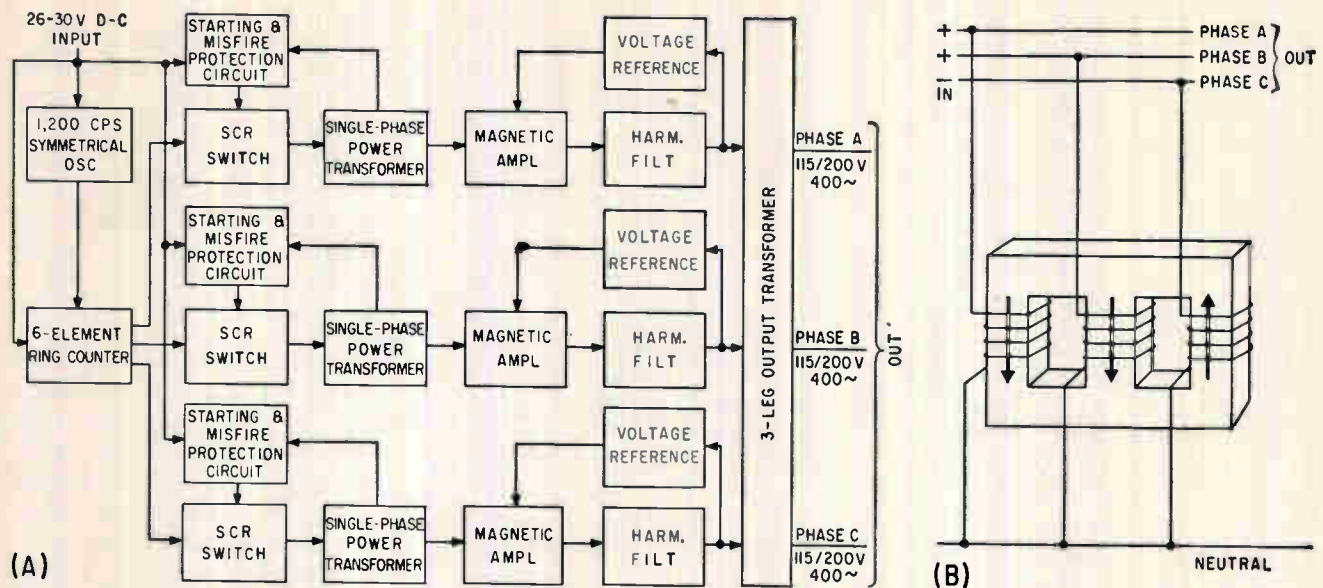 26-30V D-C
INPUT
1,200 CPS
SYMMETRICAL
OSC
6-ELEMENT
RING COUNTER
STARTING &
MISFIRE
PROTECTION
CIRCUIT
SCR
SWITCH
SINGLE-PHASE
POWER
TRANSFORMER
MAGNETIC
AMPL
VOLTAGE
REFERENCE
HARM.
FILT
STARTING &
MISFIRE
PROTECTION
CIRCUIT
SCR
SWITCH
SINGLE-PHASE
POWER
TRANSFORMER
MAGNETIC
AMPL
VOLTAGE
REFERENCE
HARM.
FILT
STARTING &
MISFIRE
PROTECTION
CIRCUIT
SCR
SWITCH
SINGLE-PHASE
POWER
TRANSFORMER
MAGNETIC
AMPL
VOLTAGE
REFERENCE
HARM.
FILT
3-LEG OUTPUT TRANSFORMER
PHASE A
115/200V
400~
PHASE B
115/200V
400~
PHASE C
115/200V
400~
OUT
(A)
+
+
–
IN
PHASE A
PHASE B
PHASE C
OUT
NEUTRAL
(B)